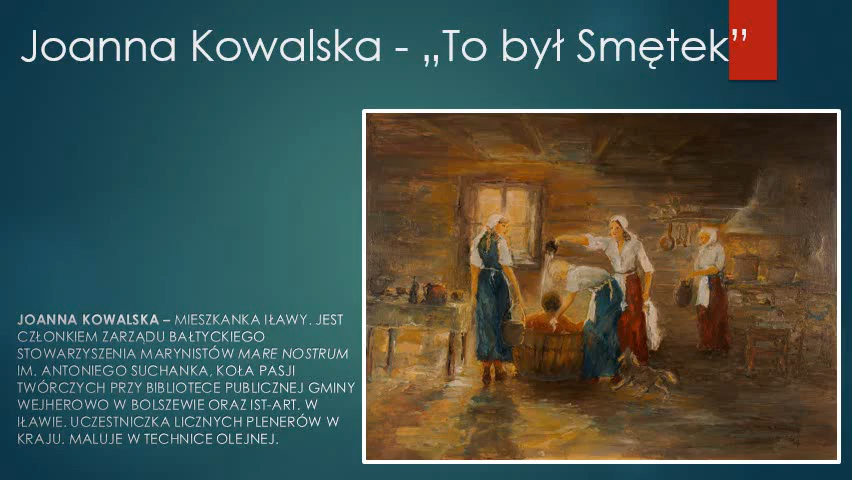 Joanna Kowalska - „To był Smętek”
JOANNA KOWALSKA – MIESZKANKA IŁAWY. JEST
CZŁONKIEM ZARZĄDU BAŁTYCKIEGO
STOWARZYSZENIA MARYNISTÓW MARE NOSTRUM
IM. ANTONIEGO SUCHANKA, KOŁA PASJI
TWÓRCZYCH PRZY BIBLIOTECE PUBLICZNEJ GMINY
WEJHEROWO W BOLSZEWIE ORAZ IST-ART. W
IŁAWIE. UCZESTNICZKA LICZNYCH PLENERÓW W
KRAJU. MALUJE W TECHNICE OLEJNEJ.